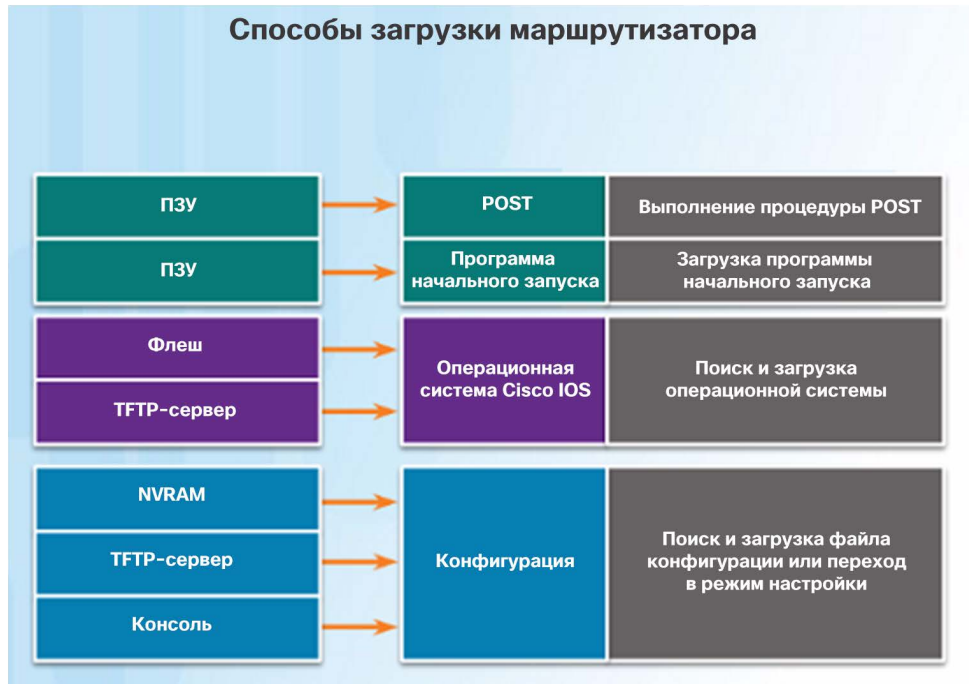 Способы загрузки маршрутизатора
ПЗУ
POST
Выполнение процедуры POST
ПЗУ
Программа
начального запуска
Загрузка программы
начального запуска
Флеш
TFTP-сервер
Операционная
система Cisco IOS
Поиск и загрузка
операционной системы
NVRAM
TFTP-сервер
Консоль
Конфигурация
Поиск и загрузка файла
конфигурации или переход
в режим настройки